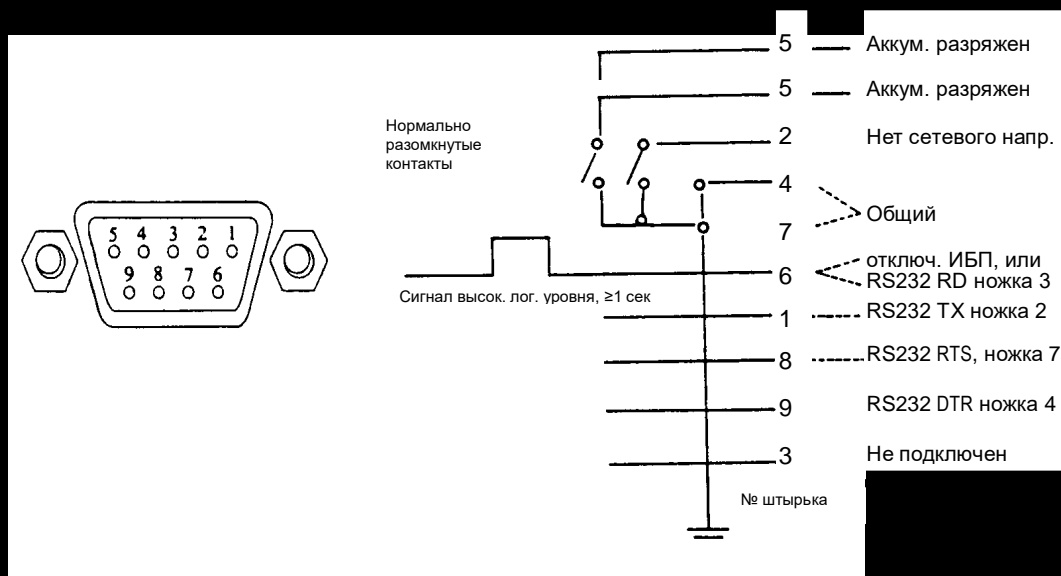 5 Аккум. разряжен
5 Аккум. разряжен
Нормально
разомкнутые
контакты
2 Нет сетевого напр.
4
7
Общий
5 4 3 2 1
9 8 7 6
6
отключ. ИБП, или
RS232 RD ножка 3
Сигнал высок. лог. уровня, ≥1 сек
1 RS232 TX ножка 2
8 RS232 RTS, ножка 7
9 RS232 DTR ножка 4
3 Не подключен
№ штырька